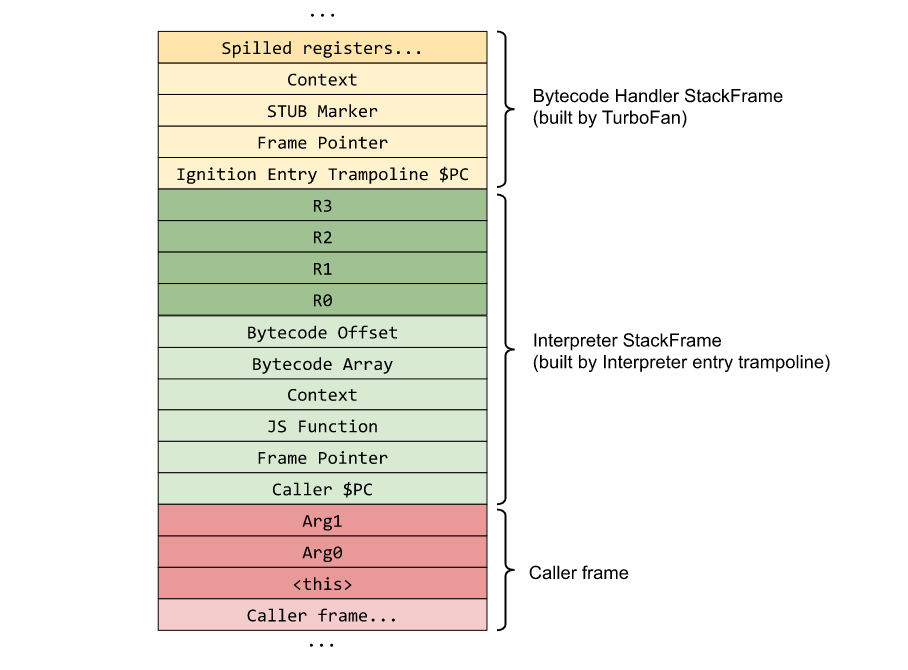 ...
Spilled registers...
Context
STUB Marker
Frame Pointer
Ignition Entry Trampoline $PC
Bytecode Handler StackFrame
(built by TurboFan)
R3
R2
R1
R0
Bytecode Offset
Bytecode Array
Context
JS Function
Frame Pointer
Caller $PC
Interpreter StackFrame
(built by Interpreter entry trampoline)
Arg1
Arg0
<this>
Caller frame...
Caller frame
...